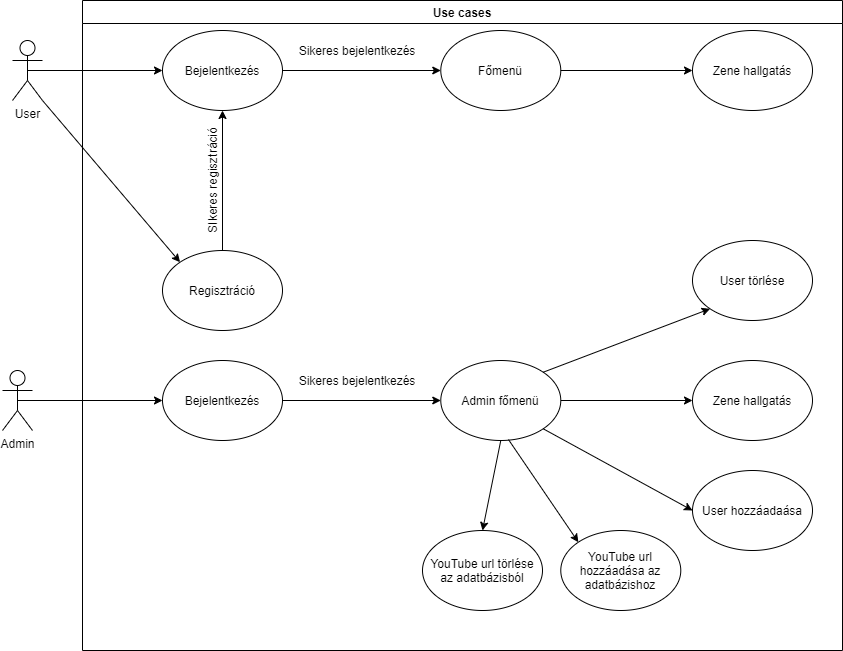 Use cases
Sikeres bejelentkezés
Bejelentkezés
Főmenü
Zene hallgatás
User
SIkeres regisztráció
Regisztráció
User törlése
Sikeres bejelentkezés
Bejelentkezés
Admin főmenü
Zene hallgatás
Admin
User hozzáadaása
YouTube url törlése
az adatbázisból
YouTube url
hozzáadása az
adatbázishoz